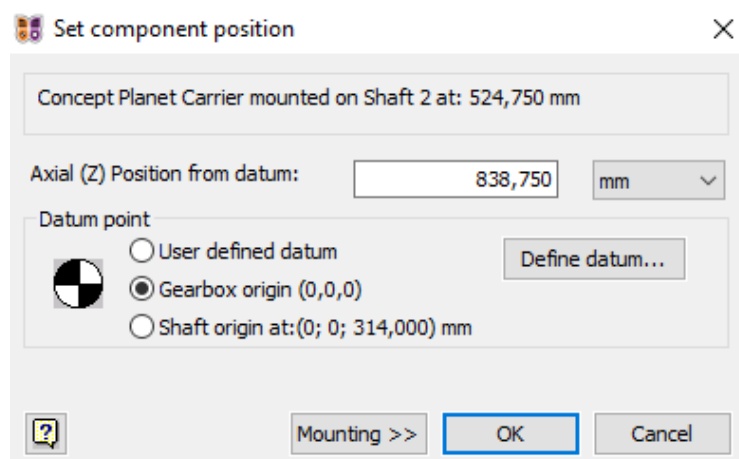 Set component position
Concept Planet Carrier mounted on Shaft 2 at: 524,750 mm
Axial (Z) Position from datum: 838,750 mm
Datum point
User defined datum Define datum...
Gearbox origin (0,0,0)
Shaft origin at:(0; 0; 314,000) mm
? Mounting >> OK Cancel